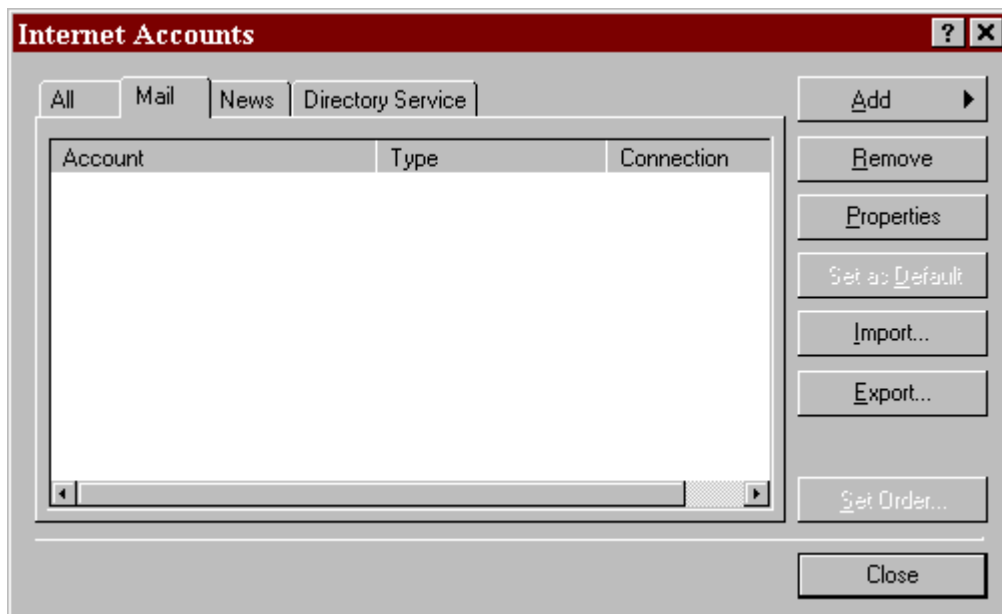 Internet Accounts
All Mail News Directory Service
Account Type Connection
Add
Remove
Properties
Set as Default
Import...
Export...
Set Order...
Close